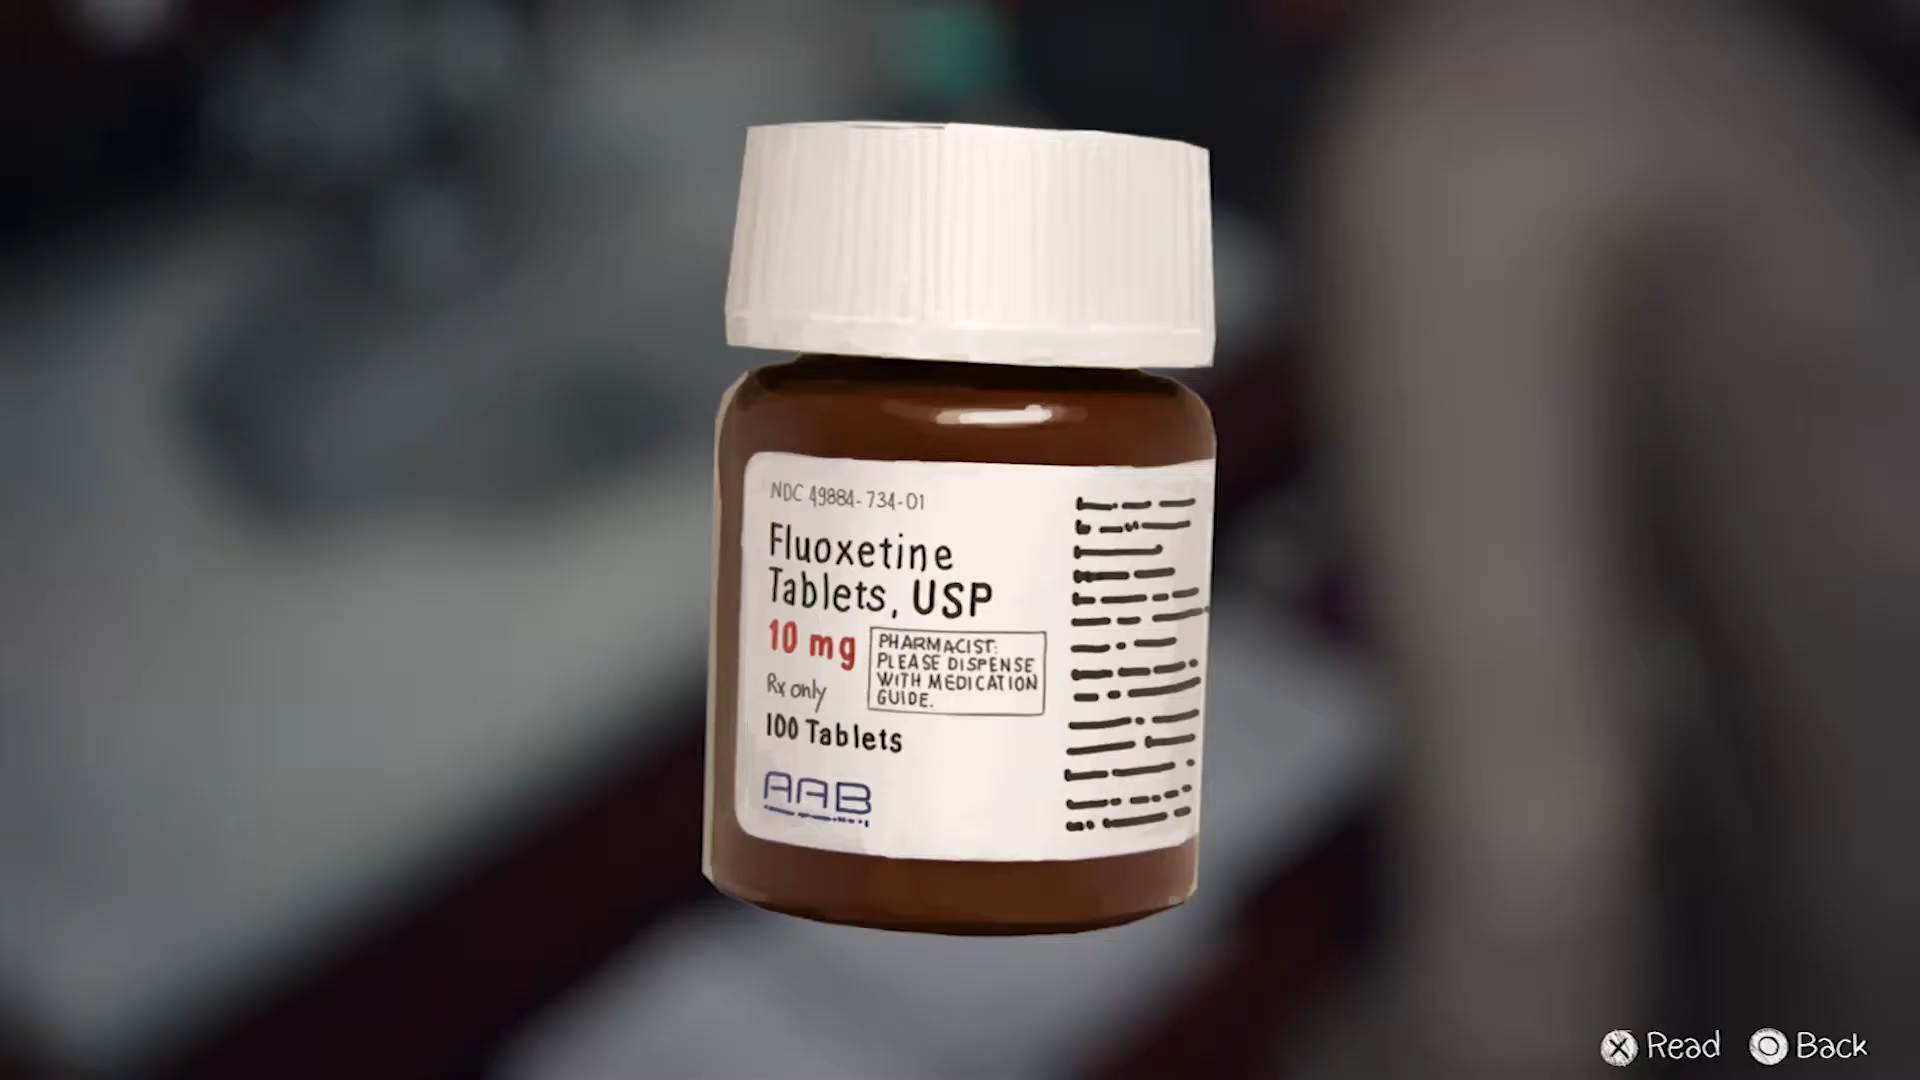 NDC 49884-734-01
Fluoxetine
Tablets, USP
10 mg
PHARMACIST:
PLEASE DISPENSE
WITH MEDICATION
GUIDE.
Rx only
100 Tablets
AAB
Read
Back